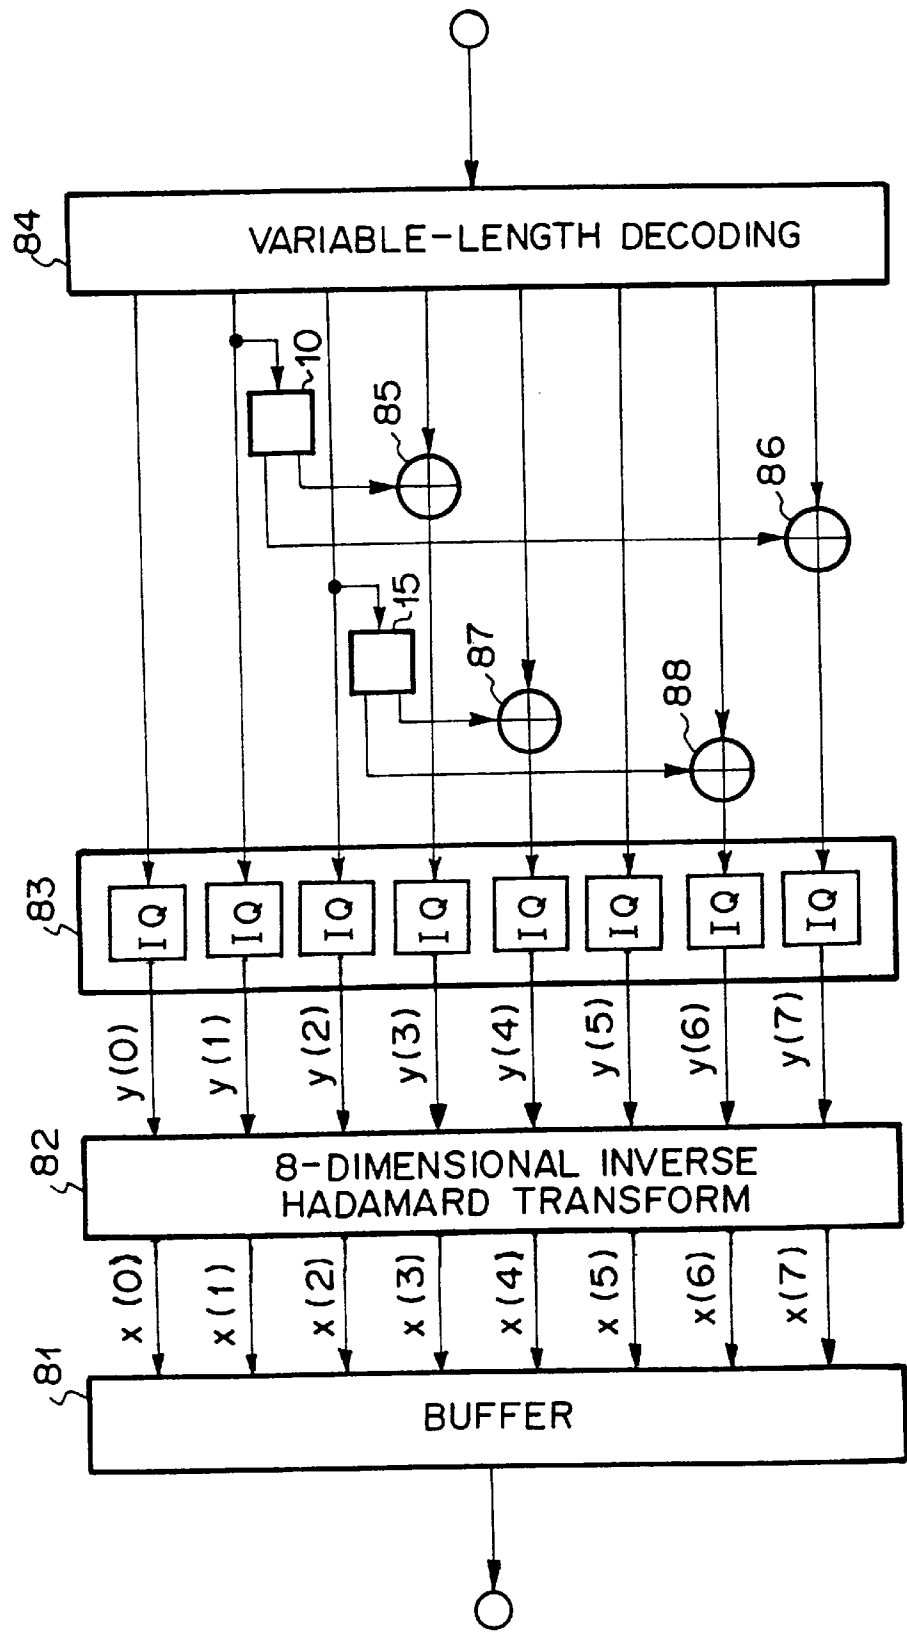 84
VARIABLE-LENGTH DECODING
10
85
86
15
87
88
83
IQ IQ IQ IQ IQ IQ IQ IQ
y(0) y(1) y(2) y(3) y(4) y(5) y(6) y(7)
82
8-DIMENSIONAL INVERSE
HADAMARD TRANSFORM
x(0) x(1) x(2) x(3) x(4) x(5) x(6) x(7)
81
BUFFER